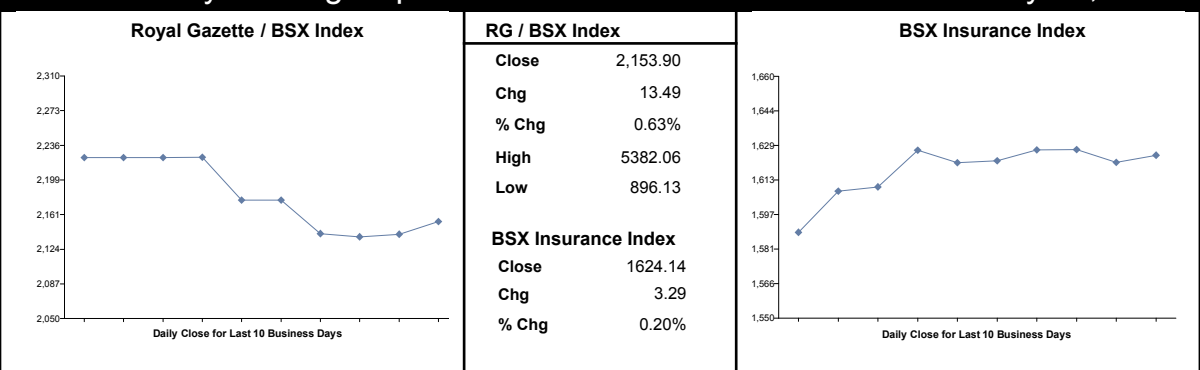 Royal Gazette / BSX Index
2,310
2,273
2,236
2,199
2,161
2,124
2,087
2,050
Daily Close for Last 10 Business Days
RG / BSX Index
Close 2,153.90
Chg 13.49
% Chg 0.63%
High 5382.06
Low 896.13
BSX Insurance Index
Close 1624.14
Chg 3.29
% Chg 0.20%
BSX Insurance Index
1,660
1,644
1,629
1,613
1,597
1,581
1,566
1,550
Daily Close for Last 10 Business Days